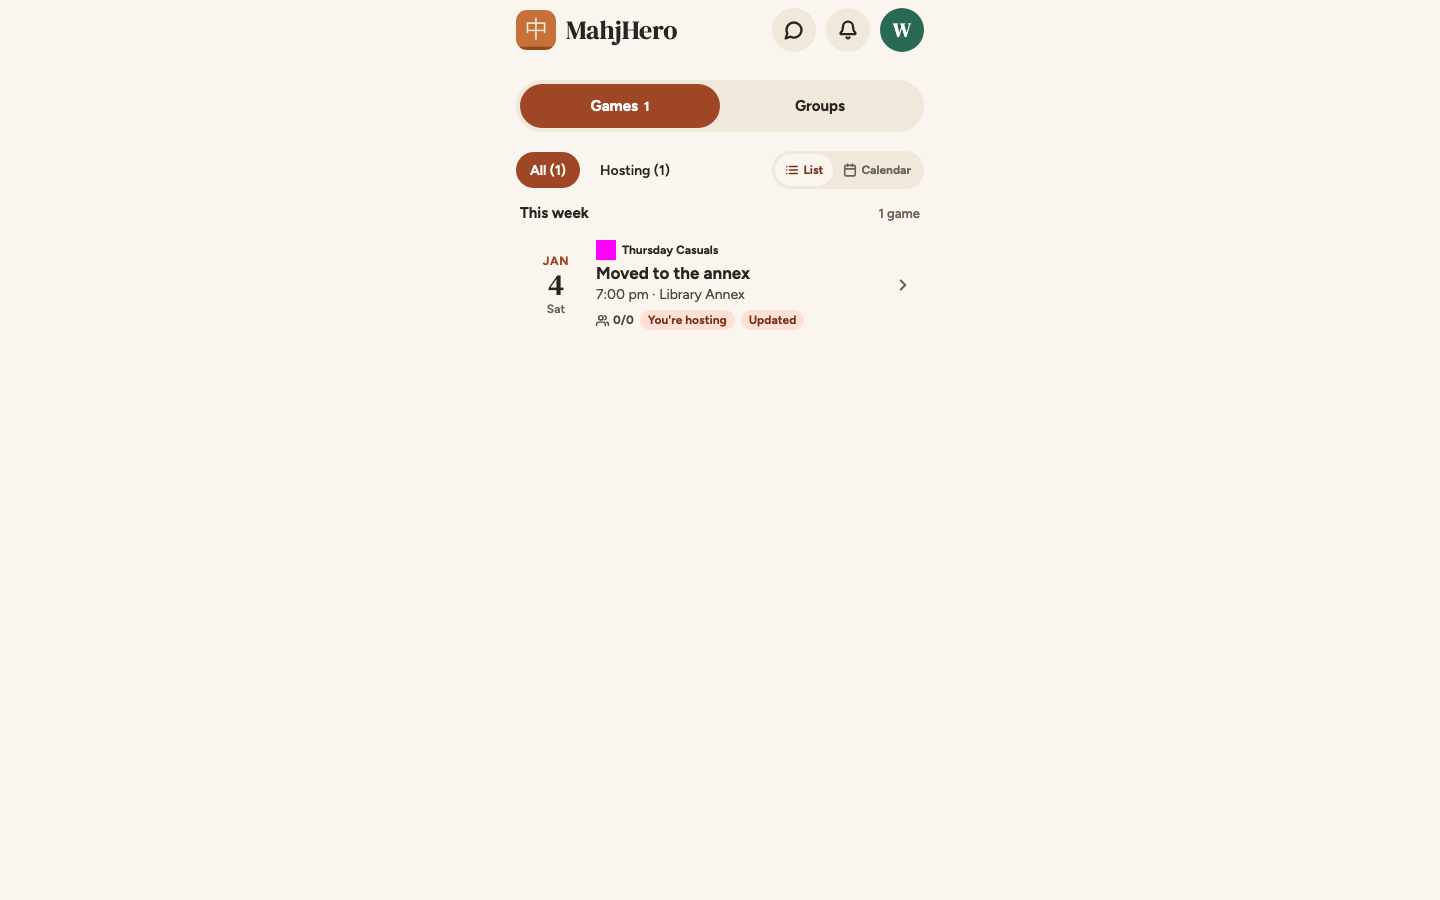 中 MahjHero W
Games 1 Groups
All (1) Hosting (1) List Calendar
This week 1 game
Thursday Casuals
JAN
Moved to the annex
4
7:00 pm · Library Annex
Sat
0/0 You're hosting Updated